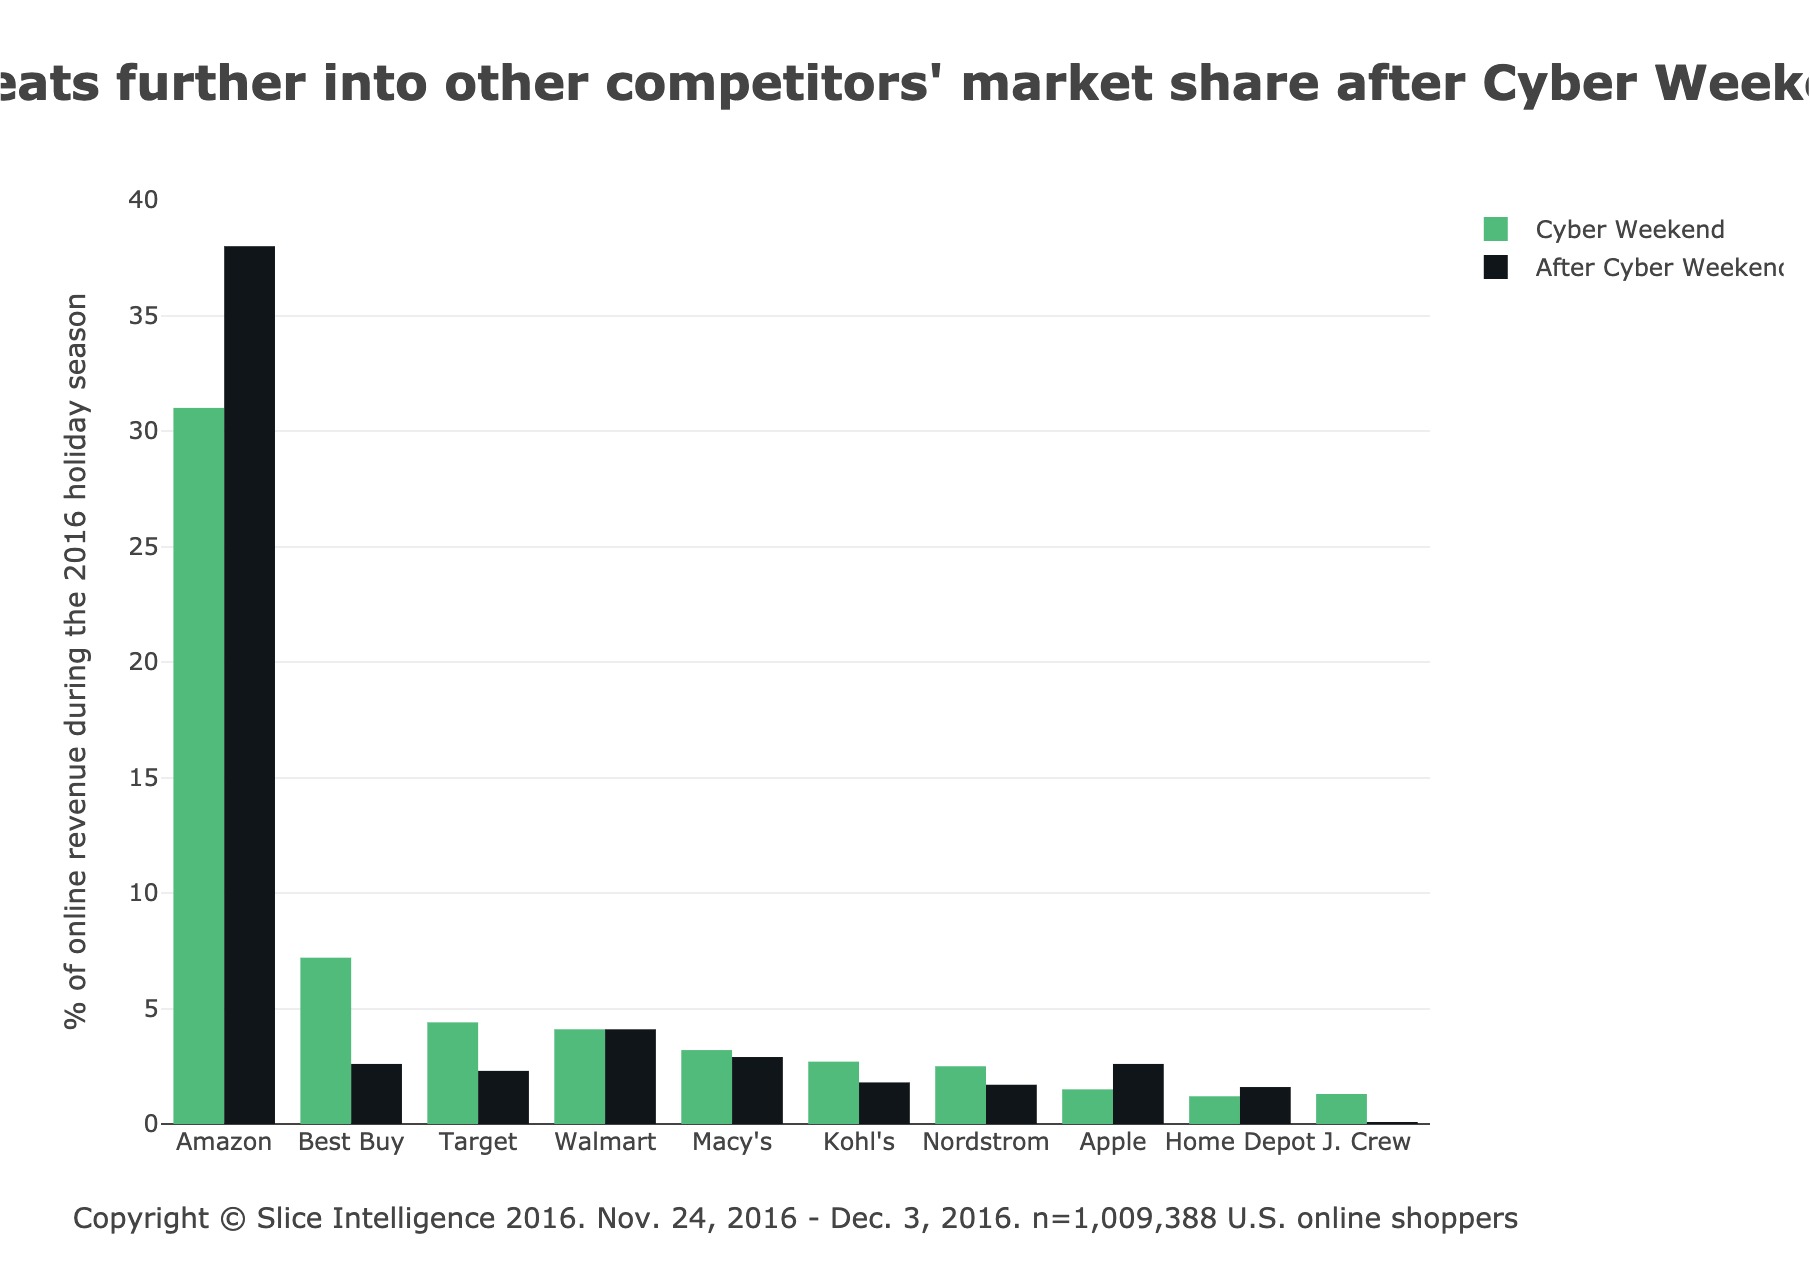 eats further into other competitors' market share after Cyber Weeke
40
35
30
25
20
15
10
5
0
% of online revenue during the 2016 holiday season
Cyber Weekend
After Cyber Weekend
Amazon Best Buy Target Walmart Macy's Kohl's Nordstrom Apple Home Depot J. Crew
Copyright © Slice Intelligence 2016. Nov. 24, 2016 - Dec. 3, 2016. n=1,009,388 U.S. online shoppers